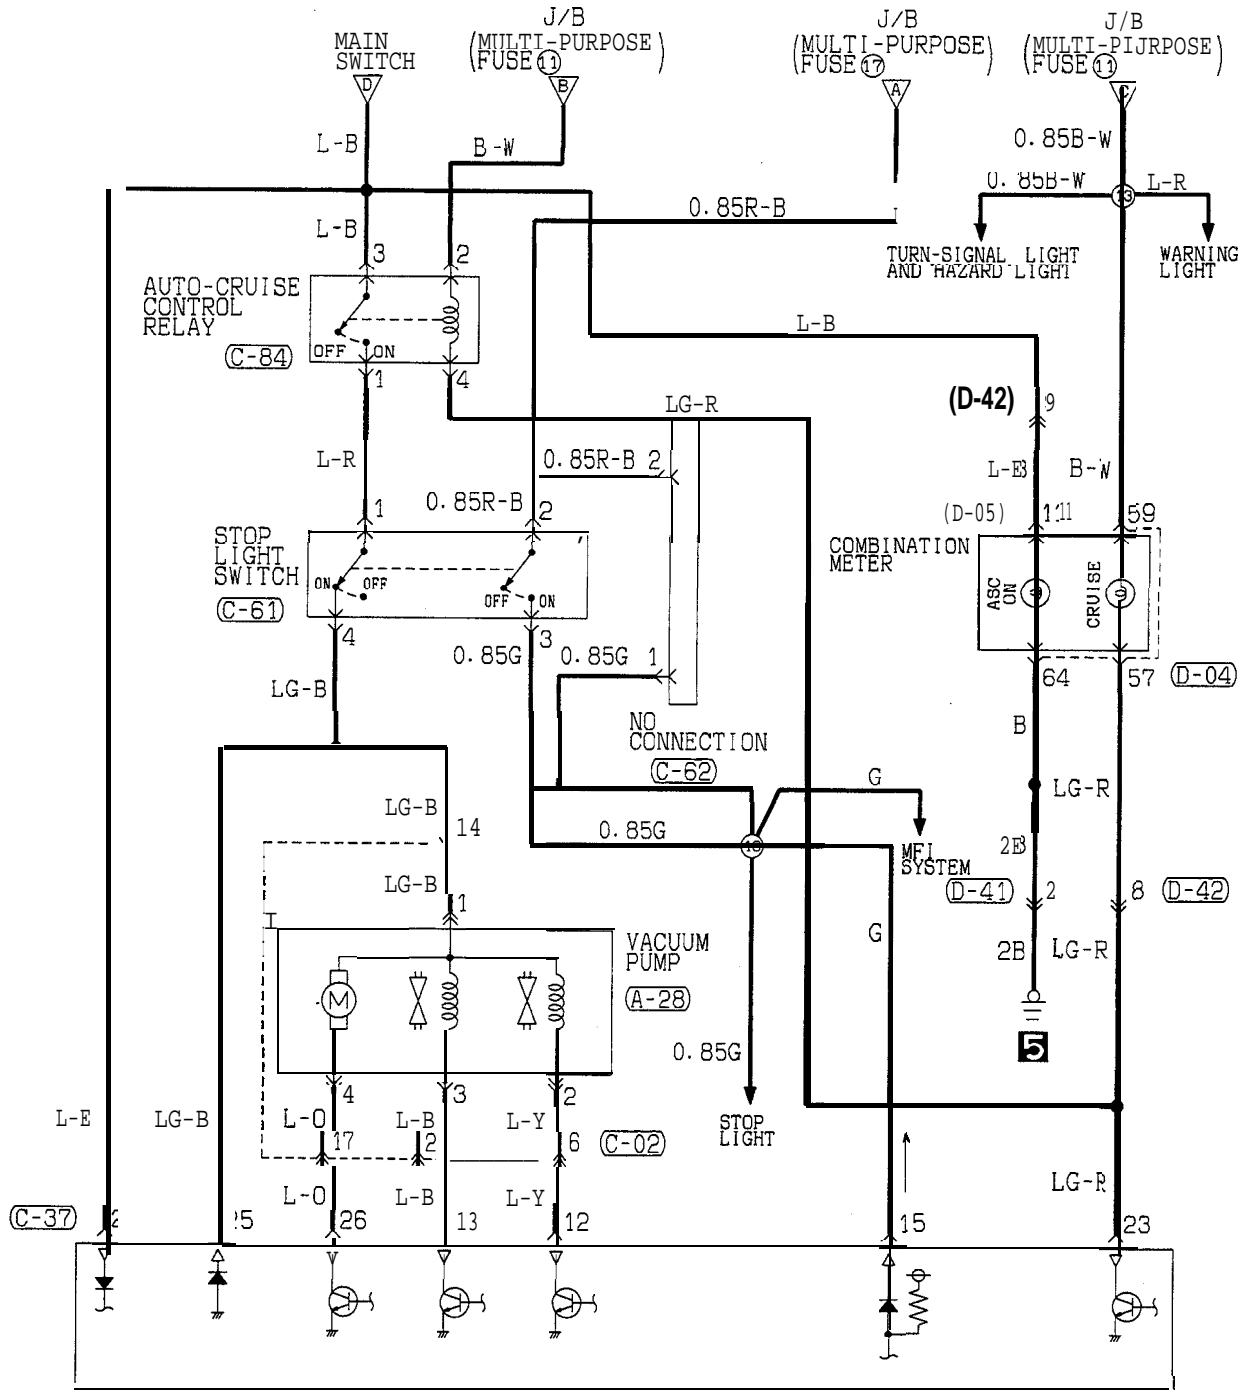 MAIN
SWITCH
J/B
(MULTI-PURPOSE)
(FUSE 11)
J/B
(MULTI-PURPOSE)
(FUSE 17)
J/B
(MULTI-PIJRPOSE)
(FUSE 11)
D
B
A
C
L-B
B-W
0.85B-W
0.85B-W
13
L-R
0.85R-B
L-B
3
2
TURN-SIGNAL LIGHT
AND HAZARD LIGHT
WARNING
LIGHT
AUTO-CRUISE
CONTROL
RELAY
C-84
OFF
ON
L-B
1
4
LG-R
(D-42)
9
L-R
0.85R-B 2
L-E3
B-W
1
0.85R-B
2
(D-05)
1
11
59
STOP
LIGHT
SWITCH
C-61
ON
OFF
OFF
ON
COMBINATION
METER
ASC
ON
CRUISE
4
3
0.85G
0.85G
1
64
57
D-04
LG-B
NO
CONNECTION
C-62
B
G
LG-R
LG-B
14
0.85G
MFI
SYSTEM
2E3
LG-B
1
D-41
2
8
D-42
G
I
VACUUM
PUMP
A-28
2B
LG-R
M
5
0.85G
4
3
2
L-E
LG-B
L-O
L-B
L-Y
17
2
6
C-02
STOP
LIGHT
L-O
L-B
L-Y
LG-R
C-37
26
13
12
15
23